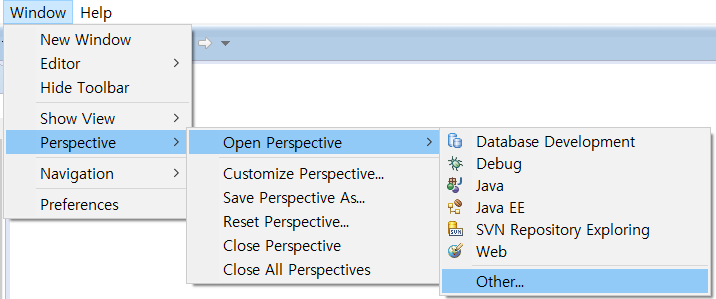 Window Help
New Window
Editor
Hide Toolbar
Show View
Perspective
Navigation
Preferences
Open Perspective
Customize Perspective...
Save Perspective As...
Reset Perspective...
Close Perspective
Close All Perspectives
Database Development
Debug
Java
Java EE
SVN Repository Exploring
Web
Other...